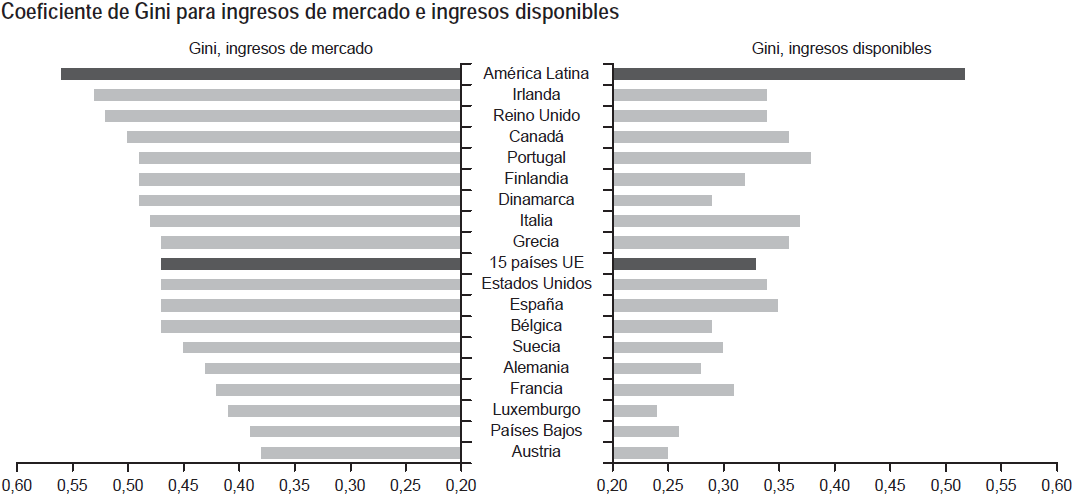 Coeficiente de Gini para ingresos de mercado e ingresos disponibles
Gini, ingresos de mercado
Gini, ingresos disponibles
América Latina
Irlanda
Reino Unido
Canadá
Portugal
Finlandia
Dinamarca
Italia
Grecia
15 países UE
Estados Unidos
España
Bélgica
Suecia
Alemania
Francia
Luxemburgo
Países Bajos
Austria
0,60 0,55 0,50 0,45 0,40 0,35 0,30 0,25 0,20
0,20 0,25 0,30 0,35 0,40 0,45 0,50 0,55 0,60